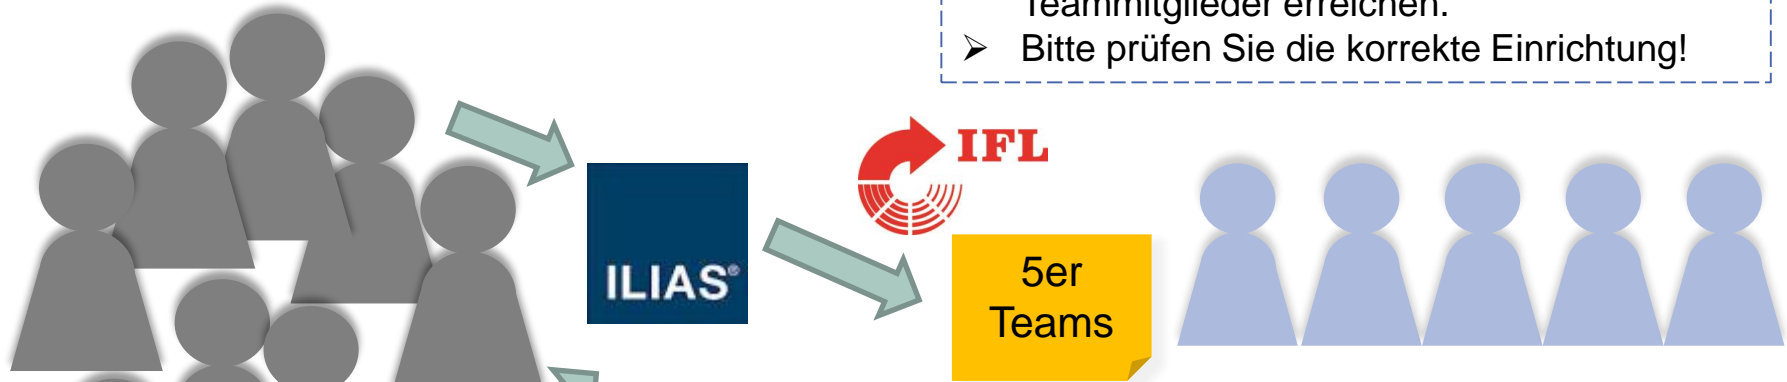 Teammitglieder erreichen.
➢ Bitte prüfen Sie die korrekte Einrichtung!
IFL
ILIAS®
5er
Teams